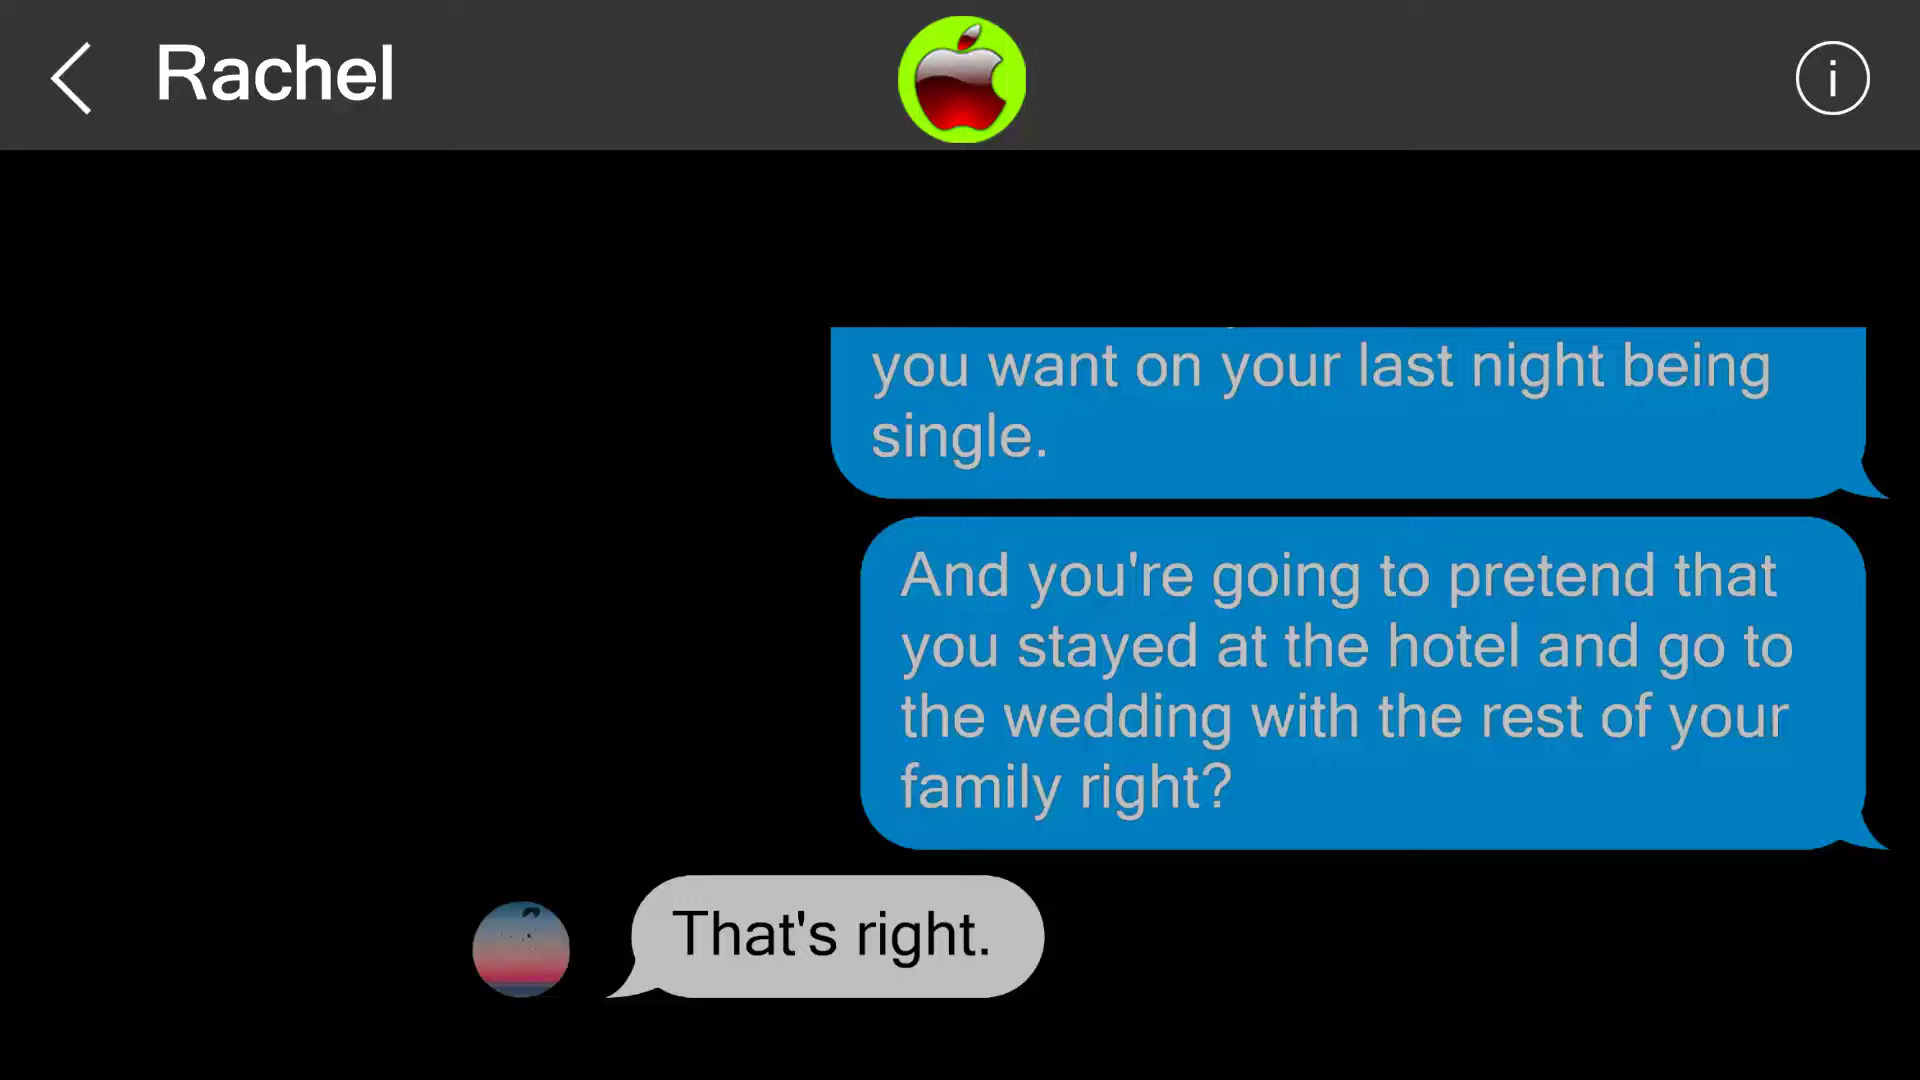 Rachel
i
you want on your last night being
single.
And you're going to pretend that
you stayed at the hotel and go to
the wedding with the rest of your
family right?
That's right.